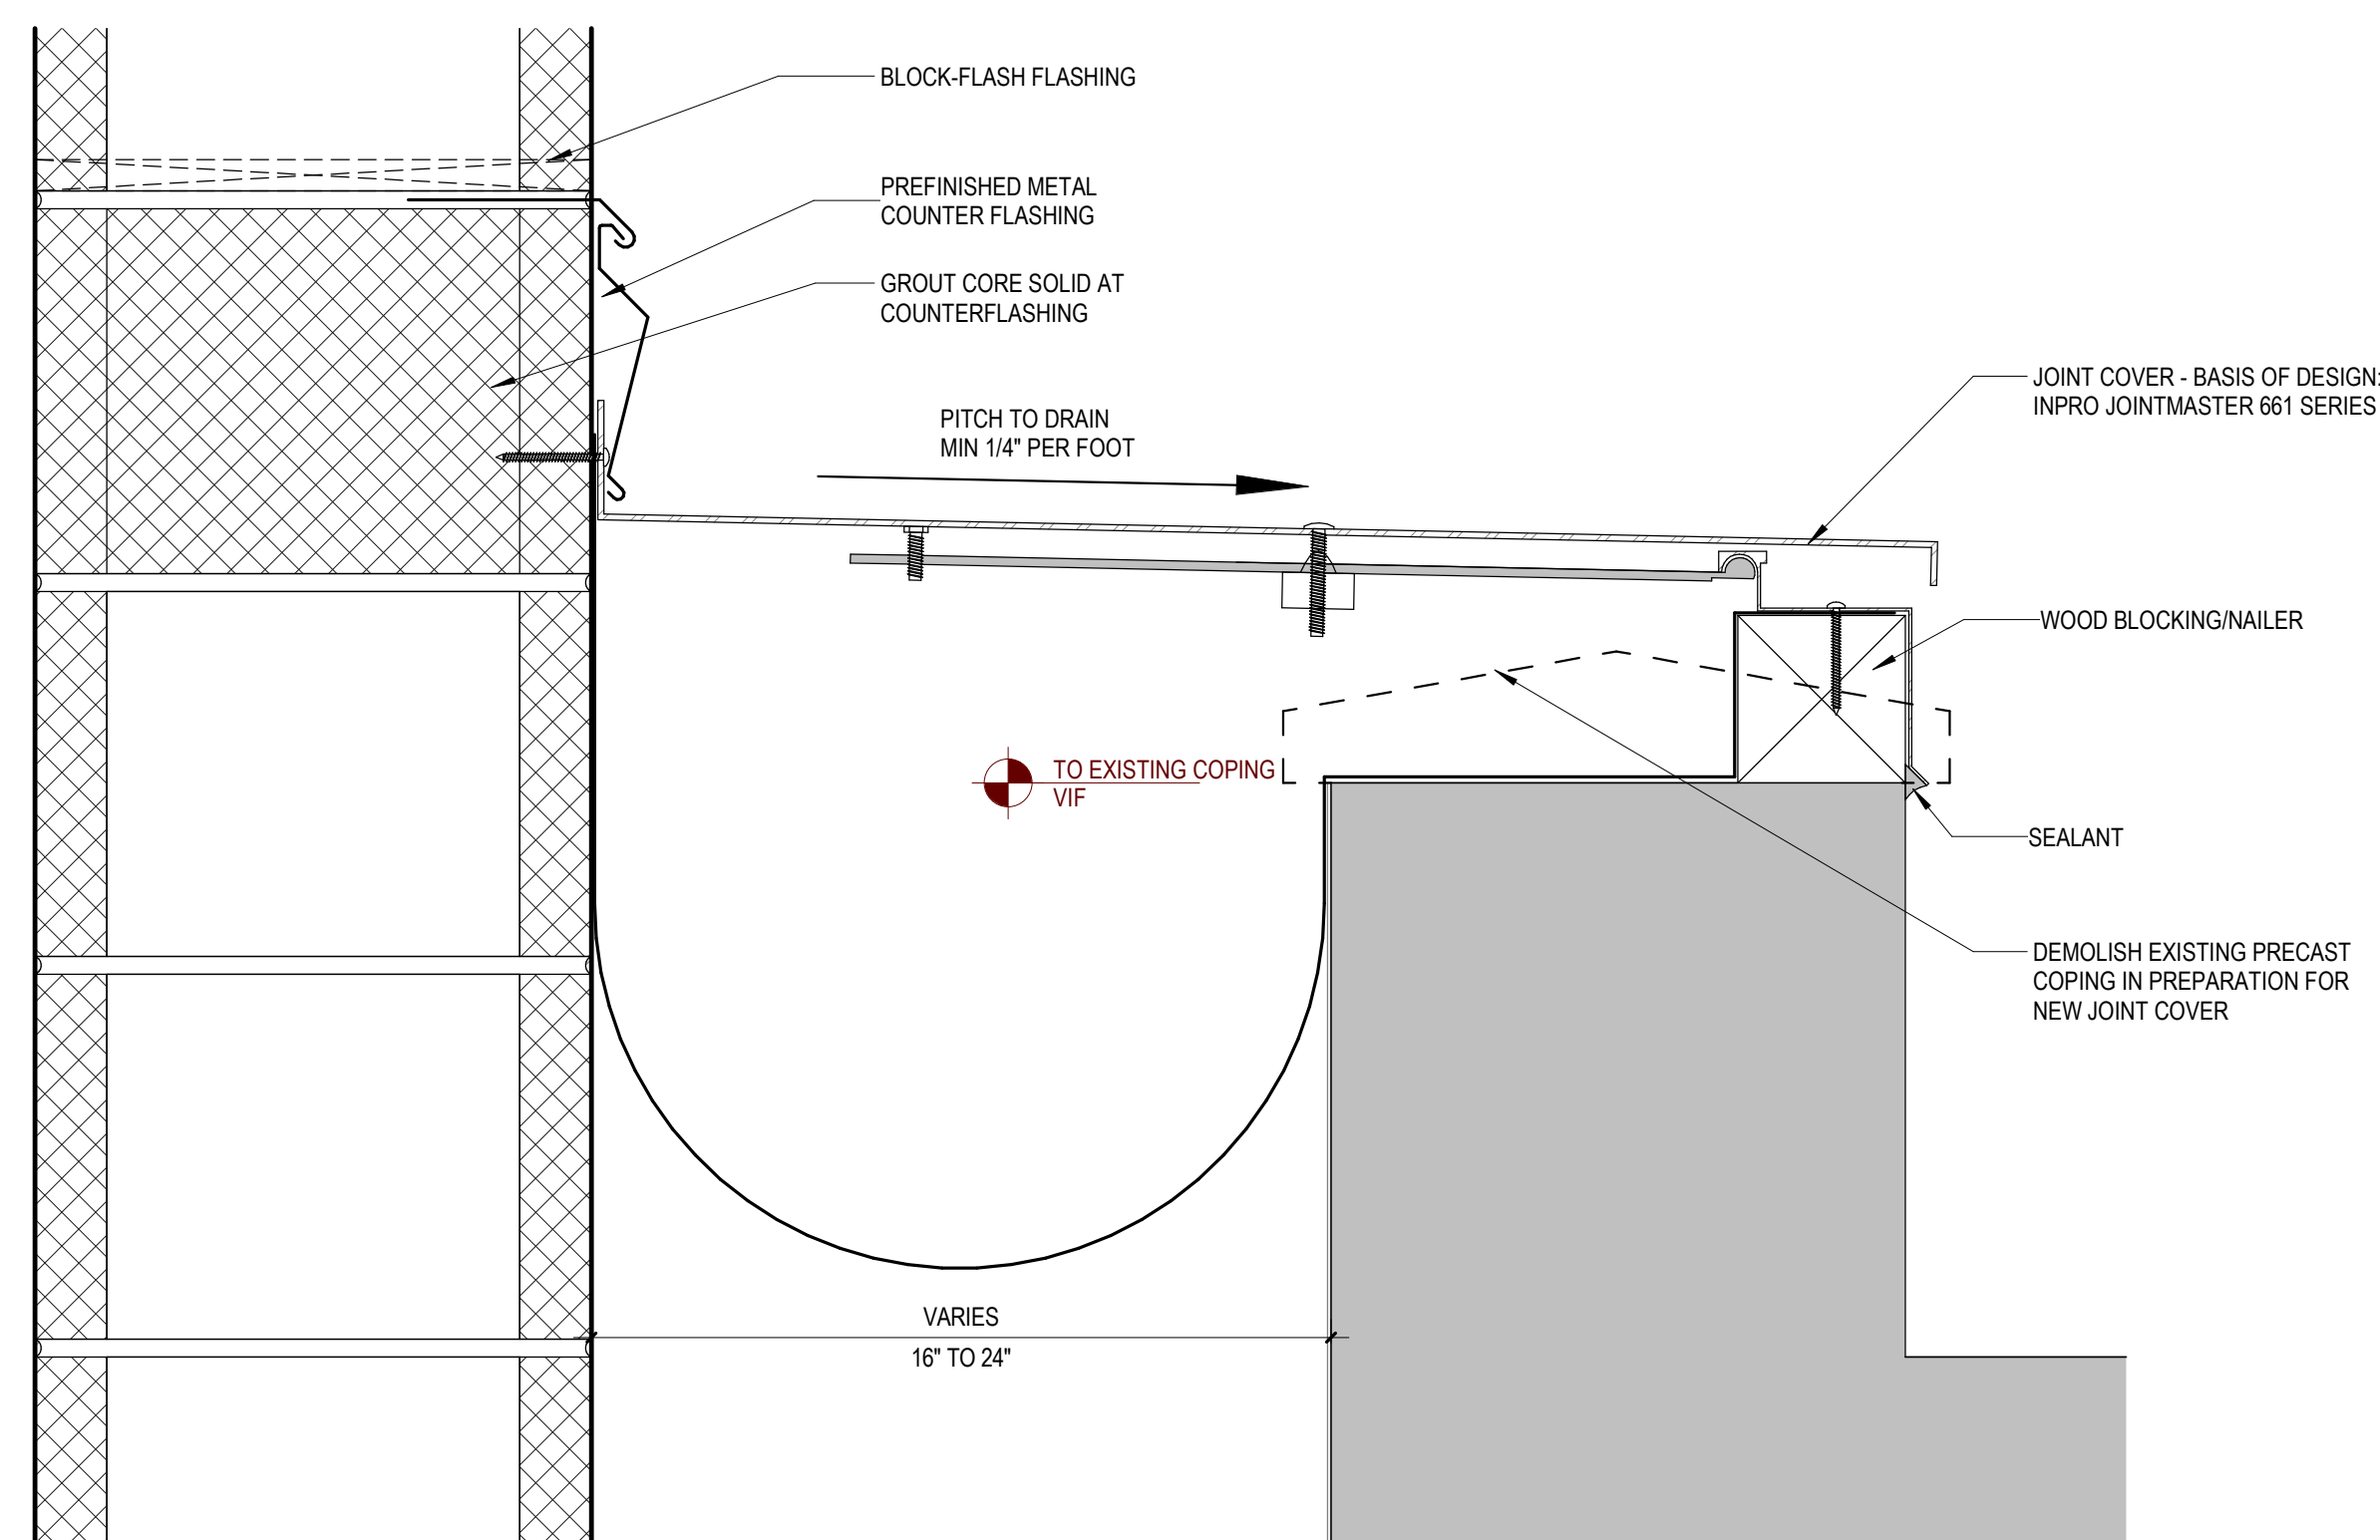 BLOCK-FLASH FLASHING
PREFINISHED METAL
COUNTER FLASHING
GROUT CORE SOLID AT
COUNTERFLASHING
JOINT COVER - BASIS OF DESIGN:
INPRO JOINTMASTER 661 SERIES
PITCH TO DRAIN
MIN 1/4" PER FOOT
WOOD BLOCKING/NAILER
TO EXISTING COPING
VIF
SEALANT
DEMOLISH EXISTING PRECAST
COPING IN PREPARATION FOR
NEW JOINT COVER
VARIES
16" TO 24"